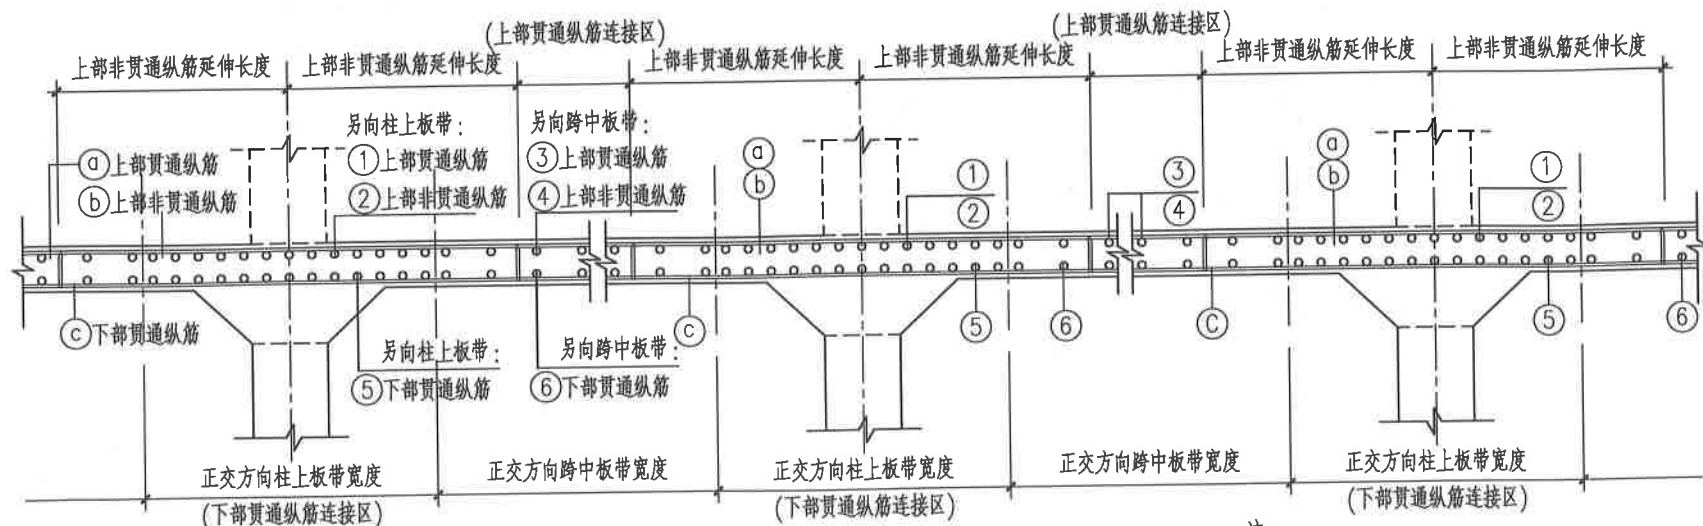 (上部贯通纵筋连接区)
(上部贯通纵筋连接区)
上部非贯通纵筋延伸长度
上部非贯通纵筋延伸长度
上部非贯通纵筋延伸长度
上部非贯通纵筋延伸长度
上部非贯通纵筋延伸长度
上部非贯通纵筋延伸长度
另向柱上板带:
另向跨中板带:
ⓐ上部贯通纵筋
①上部贯通纵筋
③上部贯通纵筋
ⓐ
①
③
ⓐ
①
ⓑ上部非贯通纵筋
②上部非贯通纵筋
④上部非贯通纵筋
ⓑ
②
④
ⓑ
②
ⓒ下部贯通纵筋
ⓒ
⑤
⑥
Ⓒ
⑤
⑥
另向柱上板带:
另向跨中板带:
⑤下部贯通纵筋
⑥下部贯通纵筋
正交方向柱上板带宽度
正交方向跨中板带宽度
正交方向柱上板带宽度
正交方向跨中板带宽度
正交方向柱上板带宽度
(下部贯通纵筋连接区)
(下部贯通纵筋连接区)
(下部贯通纵筋连接区)